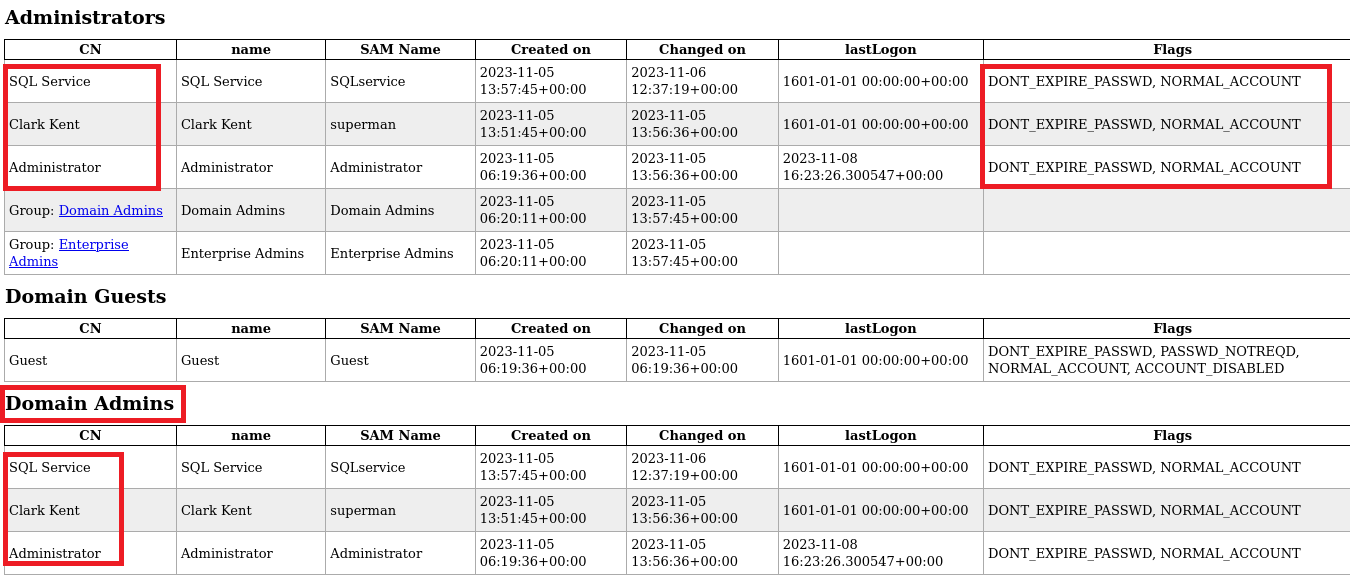 Administrators
CN name SAM Name Created on Changed on lastLogon Flags
SQL Service SQL Service SQLservice 2023-11-05 13:57:45+00:00 2023-11-06 12:37:19+00:00 1601-01-01 00:00:00+00:00 DONT_EXPIRE_PASSWD, NORMAL_ACCOUNT
Clark Kent Clark Kent superman 2023-11-05 13:51:45+00:00 2023-11-05 13:56:36+00:00 1601-01-01 00:00:00+00:00 DONT_EXPIRE_PASSWD, NORMAL_ACCOUNT
Administrator Administrator Administrator 2023-11-05 06:19:36+00:00 2023-11-05 13:56:36+00:00 2023-11-08 16:23:26.300547+00:00 DONT_EXPIRE_PASSWD, NORMAL_ACCOUNT
Group: Domain Admins Domain Admins Domain Admins 2023-11-05 06:20:11+00:00 2023-11-05 13:57:45+00:00
Group: Enterprise Admins Enterprise Admins Enterprise Admins 2023-11-05 06:20:11+00:00 2023-11-05 13:57:45+00:00
Domain Guests
CN name SAM Name Created on Changed on lastLogon Flags
Guest Guest Guest 2023-11-05 06:19:36+00:00 2023-11-05 06:19:36+00:00 1601-01-01 00:00:00+00:00 DONT_EXPIRE_PASSWD, PASSWD_NOTREQD, NORMAL_ACCOUNT, ACCOUNT_DISABLED
Domain Admins
CN name SAM Name Created on Changed on lastLogon Flags
SQL Service SQL Service SQLservice 2023-11-05 13:57:45+00:00 2023-11-06 12:37:19+00:00 1601-01-01 00:00:00+00:00 DONT_EXPIRE_PASSWD, NORMAL_ACCOUNT
Clark Kent Clark Kent superman 2023-11-05 13:51:45+00:00 2023-11-05 13:56:36+00:00 1601-01-01 00:00:00+00:00 DONT_EXPIRE_PASSWD, NORMAL_ACCOUNT
Administrator Administrator Administrator 2023-11-05 06:19:36+00:00 2023-11-05 13:56:36+00:00 2023-11-08 16:23:26.300547+00:00 DONT_EXPIRE_PASSWD, NORMAL_ACCOUNT